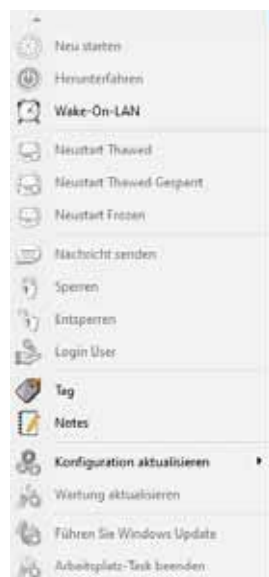 Neu starten
Herunterfahren
Wake-On-LAN
Neustart Thawed
Neustart Thawed Gesperrt
Neustart Frozen
Nachricht senden
Sperren
Entsperren
Login User
Tag
Notes
Konfiguration aktualisieren
Wartung aktualisieren
Führen Sie Windows Update
Arbeitsplatz-Task beenden